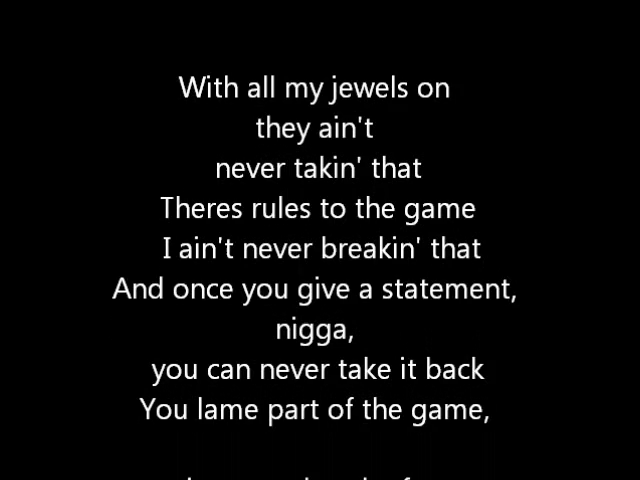 With all my jewels on
they ain't
never takin' that
Theres rules to the game
I ain't never breakin' that
And once you give a statement,
nigga,
you can never take it back
You lame part of the game,